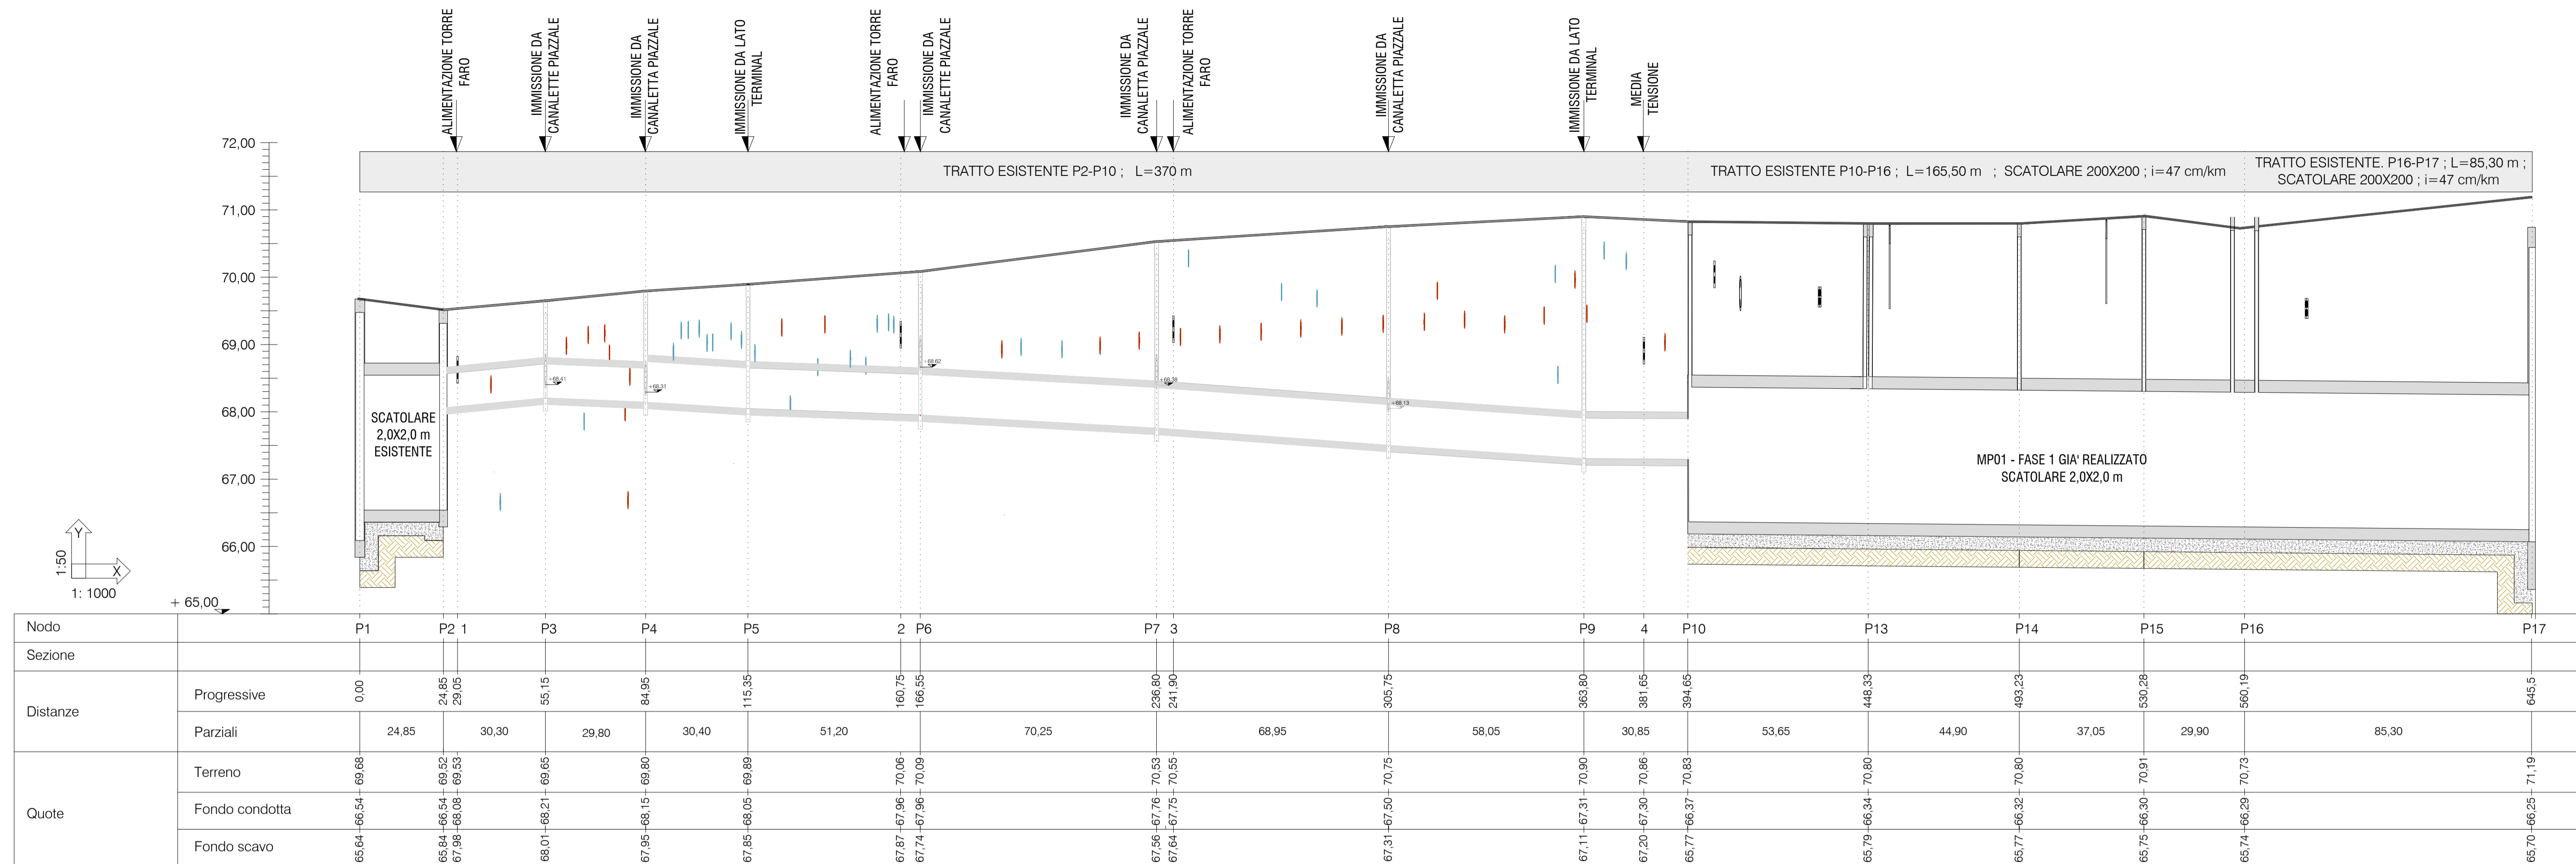 ALIMENTAZIONE TORRE
FARO
IMMISSIONE DA
CANALETTE PIAZZALE
IMMISSIONE DA
CANALETTA PIAZZALE
IMMISSIONE DA LATO
TERMINAL
ALIMENTAZIONE TORRE
FARO
IMMISSIONE DA
CANALETTE PIAZZALE
IMMISSIONE DA
CANALETTA PIAZZALE
ALIMENTAZIONE TORRE
FARO
IMMISSIONE DA
CANALETTA PIAZZALE
IMMISSIONE DA LATO
TERMINAL
MEDIA
TENSIONE
72,00
71,00
70,00
69,00
68,00
67,00
66,00
+ 65,00
TRATTO ESISTENTE P2-P10 ; L=370 m
TRATTO ESISTENTE P10-P16 ; L=165,50 m ; SCATOLARE 200X200 ; i=47 cm/km
TRATTO ESISTENTE. P16-P17 ; L=85,30 m ;
SCATOLARE 200X200 ; i=47 cm/km
+68,41
+68,31
+68,62
+68,38
+68,13
SCATOLARE
2,0X2,0 m
ESISTENTE
MP01 - FASE 1 GIA' REALIZZATO
SCATOLARE 2,0X2,0 m
Y
X
1:50
1: 1000
Nodo P1 P2 1 P3 P4 P5 2 P6 P7 3 P8 P9 4 P10 P13 P14 P15 P16 P17
Sezione
Distanze
Progressive 0,00 24,85 29,05 55,15 84,95 115,35 160,75 166,55 236,80 241,90 305,75 363,80 381,65 394,65 448,33 493,23 530,28 560,19 645,5
Parziali 24,85 30,30 29,80 30,40 51,20 70,25 68,95 58,05 30,85 53,65 44,90 37,05 29,90 85,30
Quote
Terreno 69,68 69,52 69,53 69,65 69,80 69,89 70,06 70,09 70,53 70,55 70,75 70,90 70,86 70,83 70,80 70,80 70,91 70,73 71,19
Fondo condotta 66,54 66,54 68,08 68,21 68,15 68,05 67,96 67,96 67,76 67,75 67,50 67,31 67,30 66,37 66,34 66,32 66,30 66,29 66,25
Fondo scavo 65,64 65,84 67,98 68,01 67,95 67,85 67,87 67,74 67,56 67,64 67,31 67,11 67,20 65,77 65,79 65,77 65,75 65,74 65,70